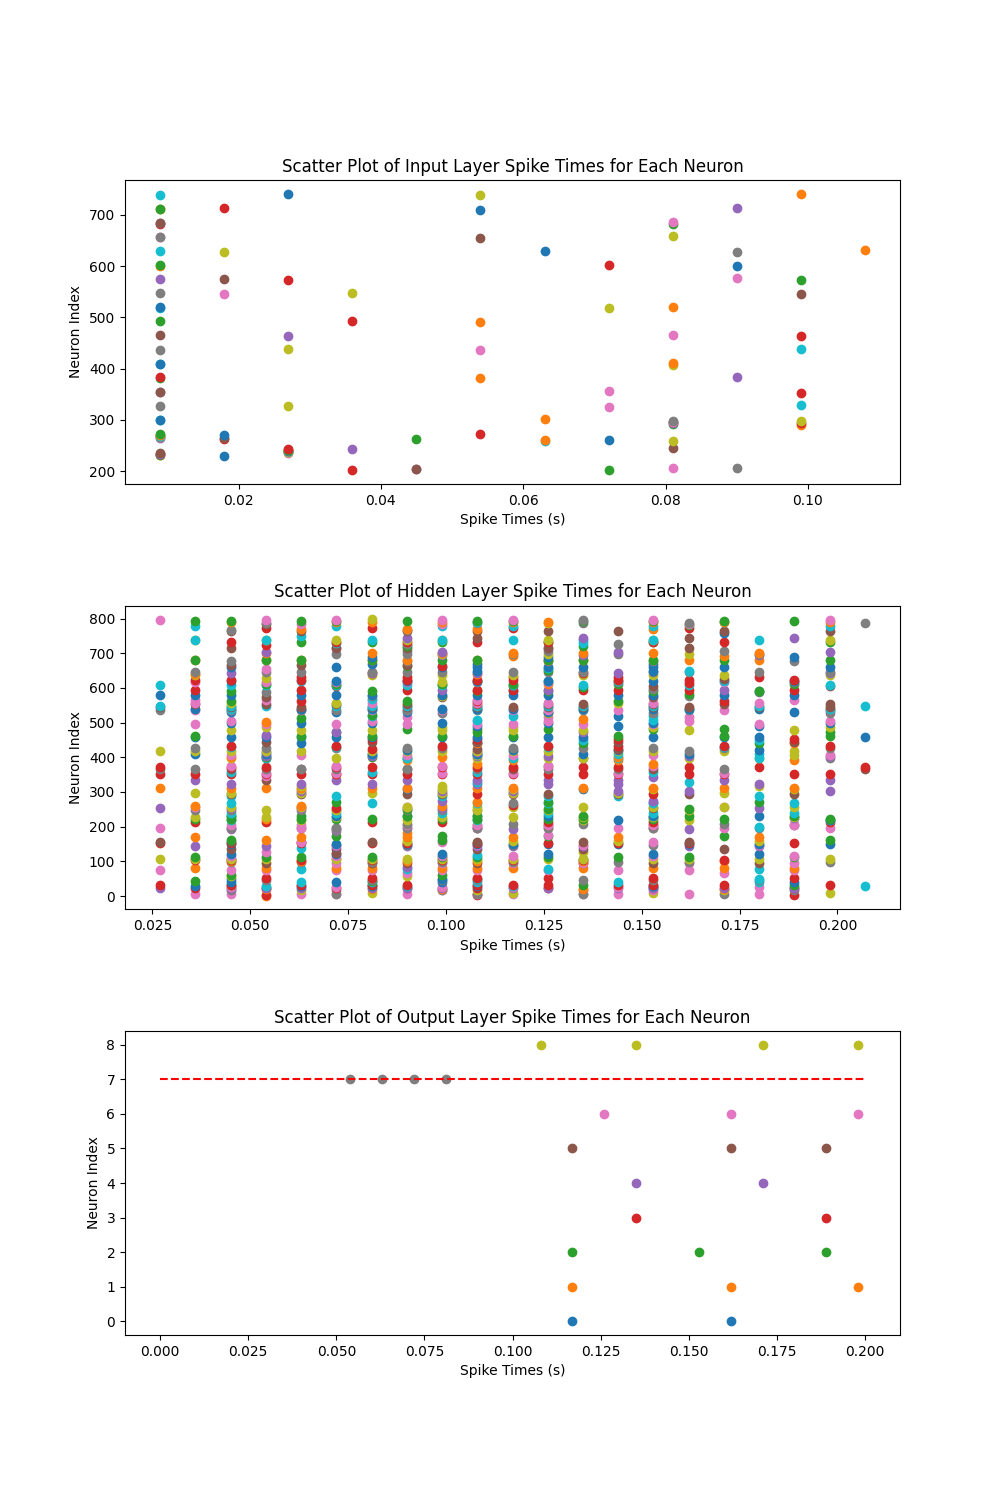 Scatter Plot of Input Layer Spike Times for Each Neuron
Neuron Index
700
600
500
400
300
200
0.02 0.04 0.06 0.08 0.10
Spike Times (s)
Scatter Plot of Hidden Layer Spike Times for Each Neuron
Neuron Index
800
700
600
500
400
300
200
100
0
0.025 0.050 0.075 0.100 0.125 0.150 0.175 0.200
Spike Times (s)
Scatter Plot of Output Layer Spike Times for Each Neuron
Neuron Index
8
7
6
5
4
3
2
1
0
0.000 0.025 0.050 0.075 0.100 0.125 0.150 0.175 0.200
Spike Times (s)